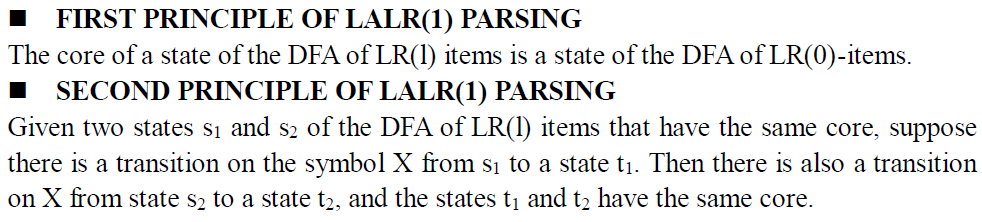 ■ FIRST PRINCIPLE OF LALR(1) PARSING
The core of a state of the DFA of LR(l) items is a state of the DFA of LR(0)-items.
■ SECOND PRINCIPLE OF LALR(1) PARSING
Given two states s₁ and s₂ of the DFA of LR(l) items that have the same core, suppose
there is a transition on the symbol X from s₁ to a state t₁. Then there is also a transition
on X from state s₂ to a state t₂, and the states t₁ and t₂ have the same core.